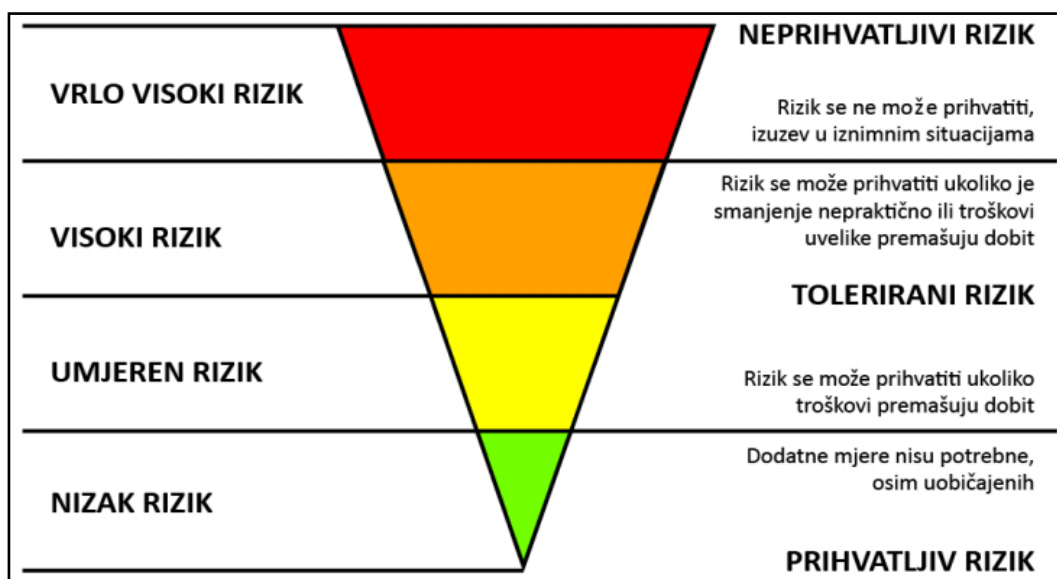 NEPRIHVATLJIVI RIZIK
VRLO VISOKI RIZIK
Rizik se ne može prihvatiti,
izuzev u iznimnim situacijama
Rizik se može prihvatiti ukoliko je
smanjenje nepraktično ili troškovi
uvelike premašuju dobit
VISOKI RIZIK
TOLERIRANI RIZIK
UMJEREN RIZIK
Rizik se može prihvatiti ukoliko
troškovi premašuju dobit
Dodatne mjere nisu potrebne,
osim uobičajenih
NIZAK RIZIK
PRIHVATLJIV RIZIK